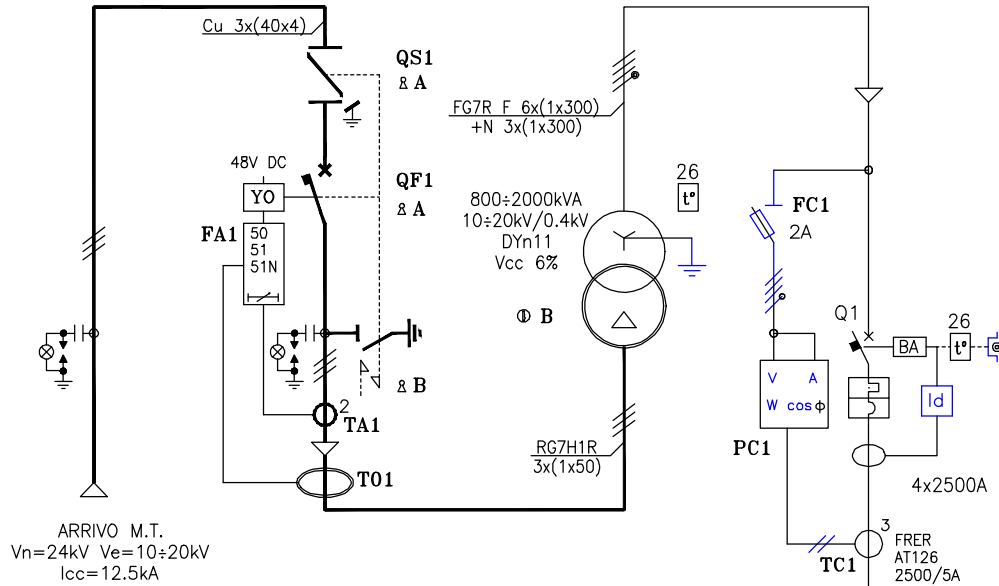 Cu 3x(40x4)
QS1
A
48V DC
YO
QF1
A
FA1
50
51
51N
B
2
TA1
T01
ARRIVO M.T.
Vn=24kV Ve=10÷20kV
Icc=12.5kA
FG7R F 6x(1x300)
+N 3x(1x300)
800÷2000kVA
10÷20kV/0.4kV
DYn11
Vcc 6%
26
t°
B
RG7H1R
3x(1x50)
FC1
2A
Q1
BA
26
t°
Id
V A
W cosϕ
PC1
4x2500A
3
TC1
FRER
AT126
2500/5A